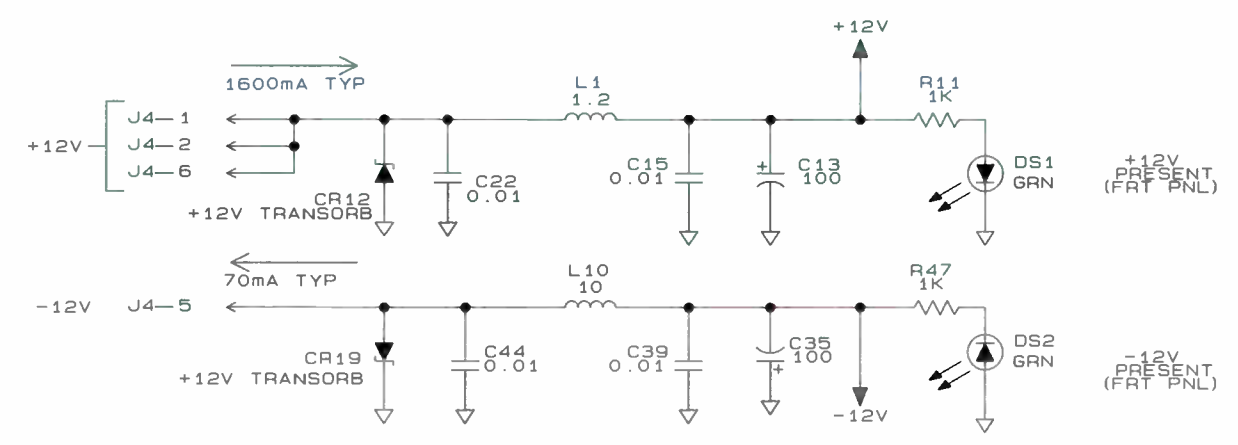 +12V
1600mA TYP
L1
1.2
R11
1K
J4— 1
+12V
J4— 2
J4— 6
C15
0.01
+
C13
100
DS1
GRN
+12V
PRESENT
(FRT PNL)
C22
0.01
CR12
+12V TRANSORB
70mA TYP
L10
10
R47
1K
-12V
J4— 5
CR19
+12V TRANSORB
C44
0.01
C39
0.01
C35
100
+
DS2
GRN
-12V
PRESENT
(FRT PNL)
-12V